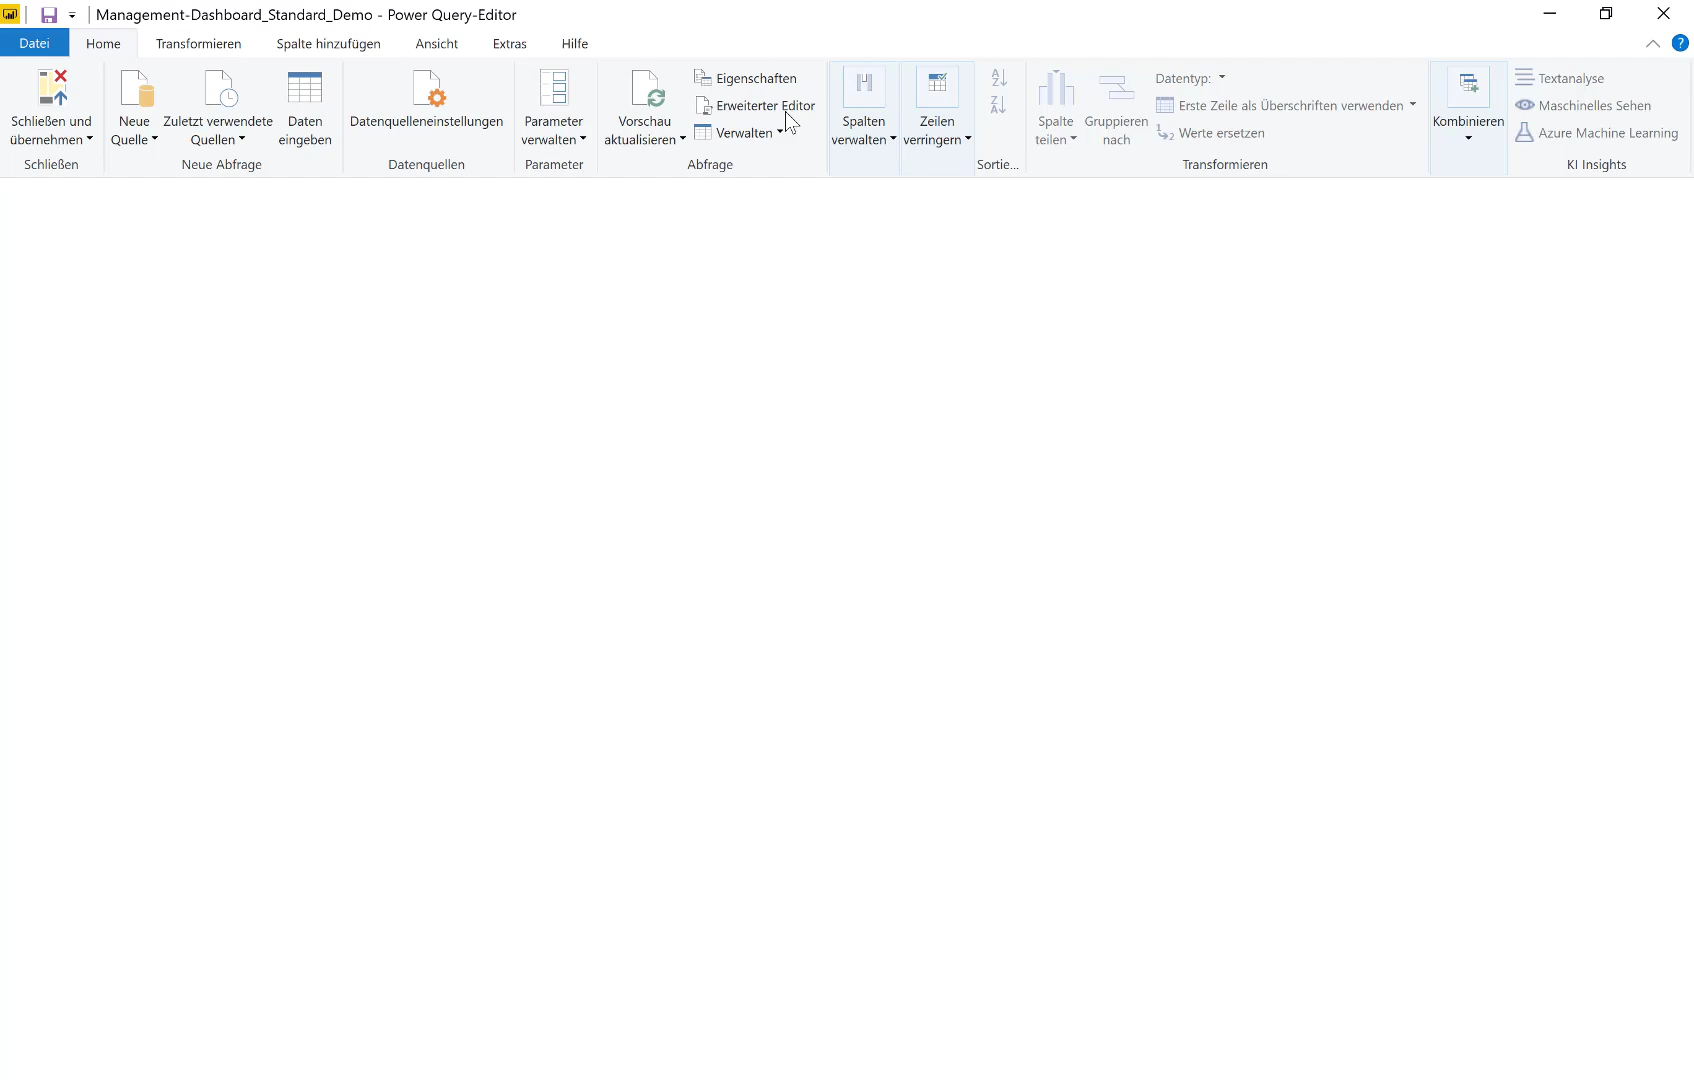 Management-Dashboard_Standard_Demo - Power Query-Editor
Datei Home Transformieren Spalte hinzufügen Ansicht Extras Hilfe
Schließen und übernehmen
Schließen
Neue Quelle
Zuletzt verwendete Quellen
Daten eingeben
Neue Abfrage
Datenquelleneinstellungen
Datenquellen
Parameter verwalten
Parameter
Vorschau aktualisieren
Eigenschaften
Erweiterter Editor
Verwalten
Abfrage
Spalten verwalten
Zeilen verringern
Sortie...
Spalte teilen
Gruppieren nach
Datentyp:
Erste Zeile als Überschriften verwenden
Werte ersetzen
Transformieren
Kombinieren
Textanalyse
Maschinelles Sehen
Azure Machine Learning
KI Insights